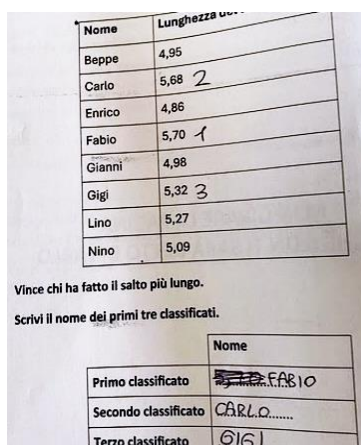 Nome Lunghezza del
Beppe 4,95
Carlo 5,68 2
Enrico 4,86
Fabio 5,70 1
Gianni 4,98
Gigi 5,32 3
Lino 5,27
Nino 5,09
Vince chi ha fatto il salto più lungo.
Scrivi il nome dei primi tre classificati.
Nome
Primo classificato FABIO
Secondo classificato CARLO........
Terzo classificato GIGI